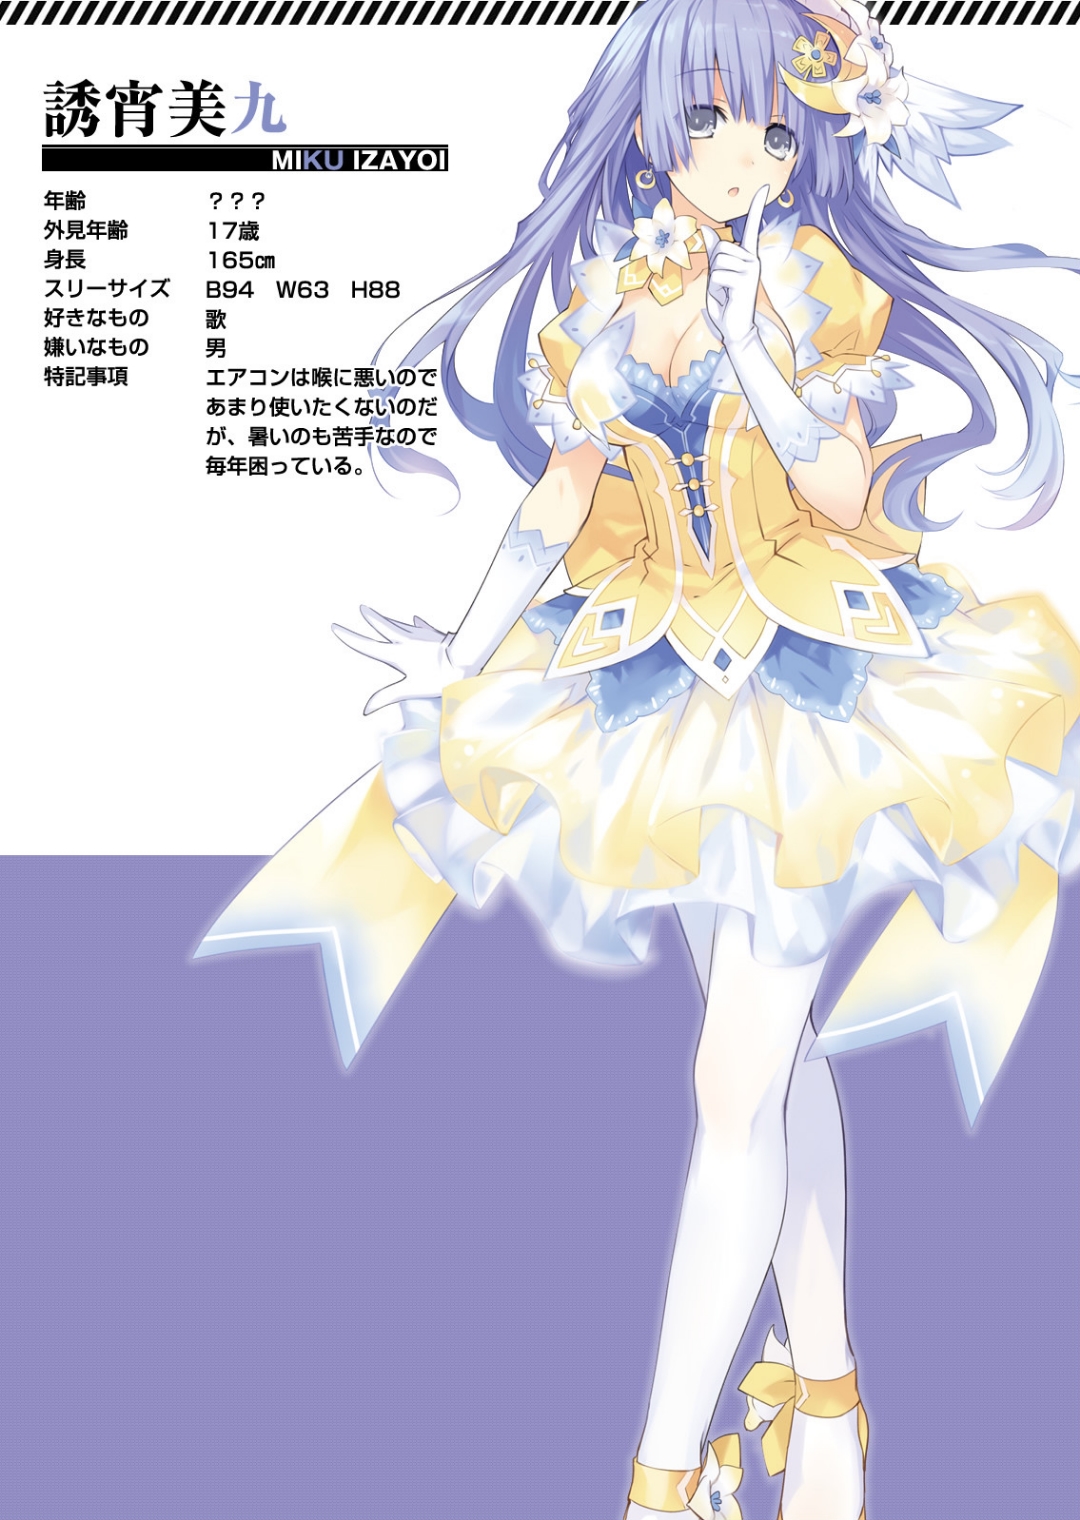 誘宵美九
MIKU IZAYOI
年齢 ???
外見年齢 17歳
身長 165㎝
スリーサイズ B94 W63 H88
好きなもの 歌
嫌いなもの 男
特記事項 エアコンは喉に悪いので
あまり使いたくないのだ
が、暑いのも苦手なので
毎年困っている。